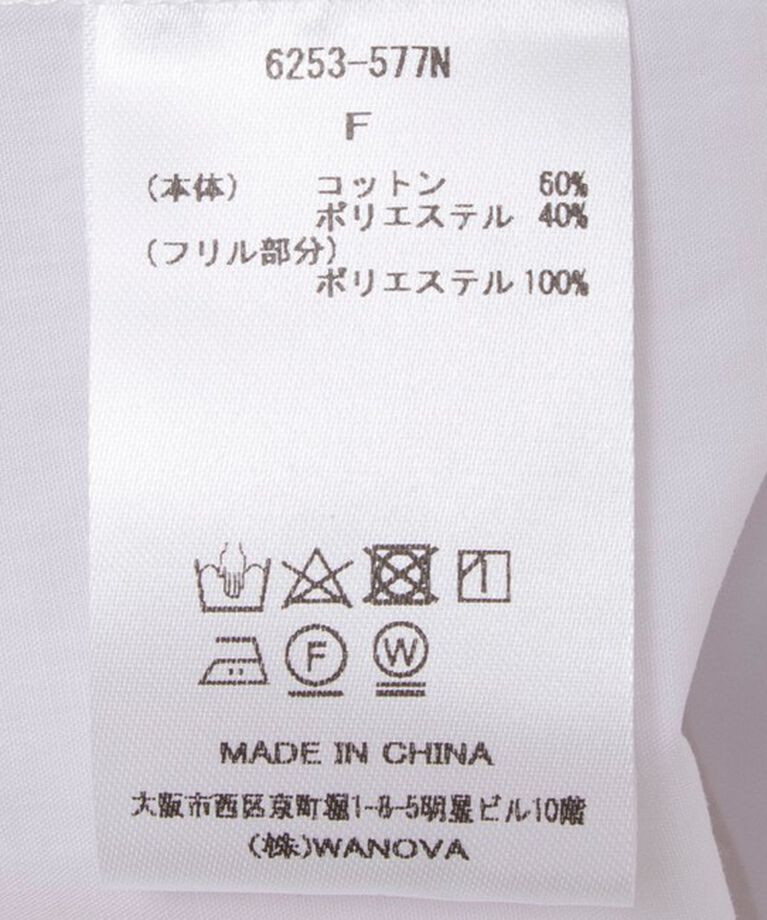 6253-577N
F
(本体) コットン 60%
ポリエステル 40%
(フリル部分)
ポリエステル 100%
F W
MADE IN CHINA
大阪市西区京町堀1-8-5明星ビル10階
(株)WANOVA